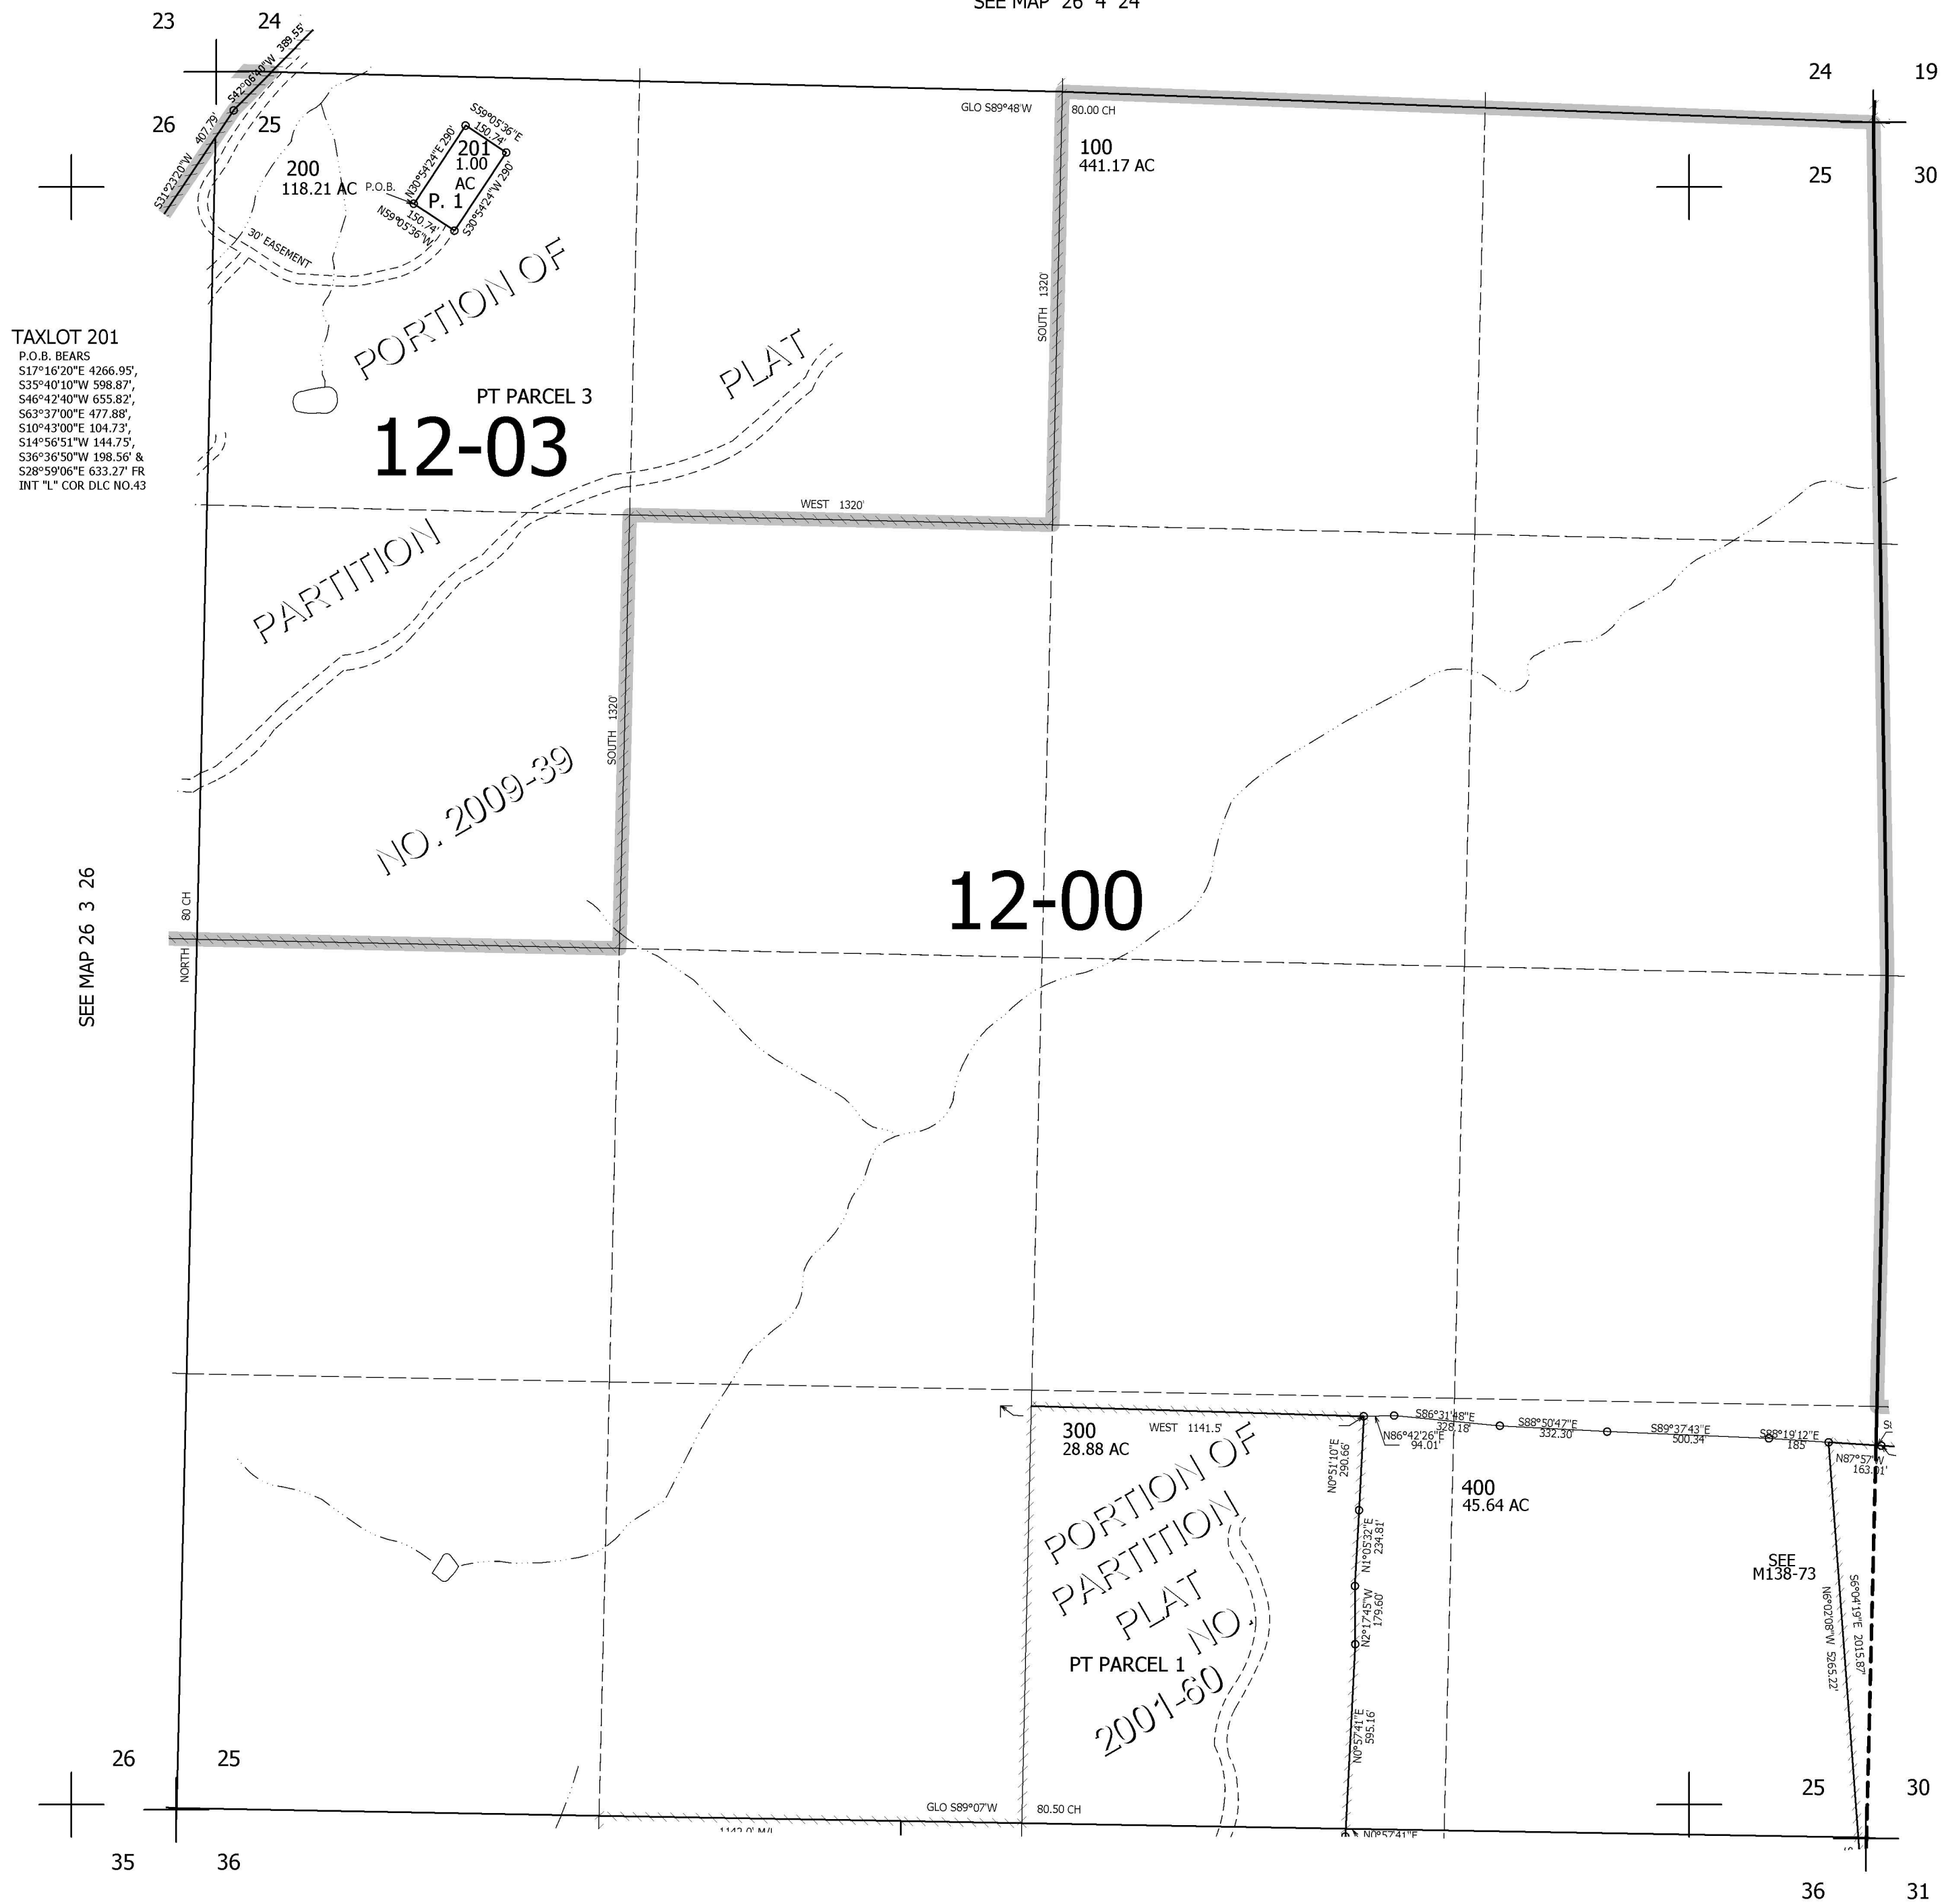 SEE MAP 26 4 24
23
24
24
19
26
25
25
30
S42°06'40"W 389.55'
S31°23'20"W 407.79'
GLO S89°48'W
80.00 CH
S59°05'36"E
150.74'
N30°54'24"E 290'
201
1.00
AC
P. 1
S30°54'24"W 290'
150.74'
N59°05'36"W
P.O.B.
200
118.21 AC
100
441.17 AC
30' EASEMENT
PORTION OF
SOUTH 1320'
TAXLOT 201
P.O.B. BEARS
S17°16'20"E 4266.95',
S35°40'10"W 598.87',
S46°42'40"W 655.82',
S63°37'00"E 477.88',
S10°43'00"E 104.73',
S14°56'51"W 144.75',
S36°36'50"W 198.56' &
S28°59'06"E 633.27' FR
INT "L" COR DLC NO.43
PLAT
PT PARCEL 3
12-03
WEST 1320'
PARTITION
SOUTH 1320'
NO. 2009-39
12-00
SEE MAP 26 3 26
NORTH 80 CH
300
28.88 AC
WEST 1141.5'
N86°42'26"E
94.01'
S86°31'48"E
328.18'
S88°50'47"E
332.30'
S89°37'43"E
500.34'
S88°19'12"E
185'
N87°57'W
163.01'
N0°51'10"E
290.66'
400
45.64 AC
PORTION OF
PARTITION
PLAT
NO.
2001-60
PT PARCEL 1
N1°05'32"E
234.81'
N2°17'45"W
179.60'
N0°57'41"E
595.16'
SEE
M138-73
S6°04'19"E 2015.87'
N6°02'08"W 5265.22'
26
25
25
30
GLO S89°07'W
80.50 CH
1142.0' M/L
N0°57'41"E
35
36
36
31